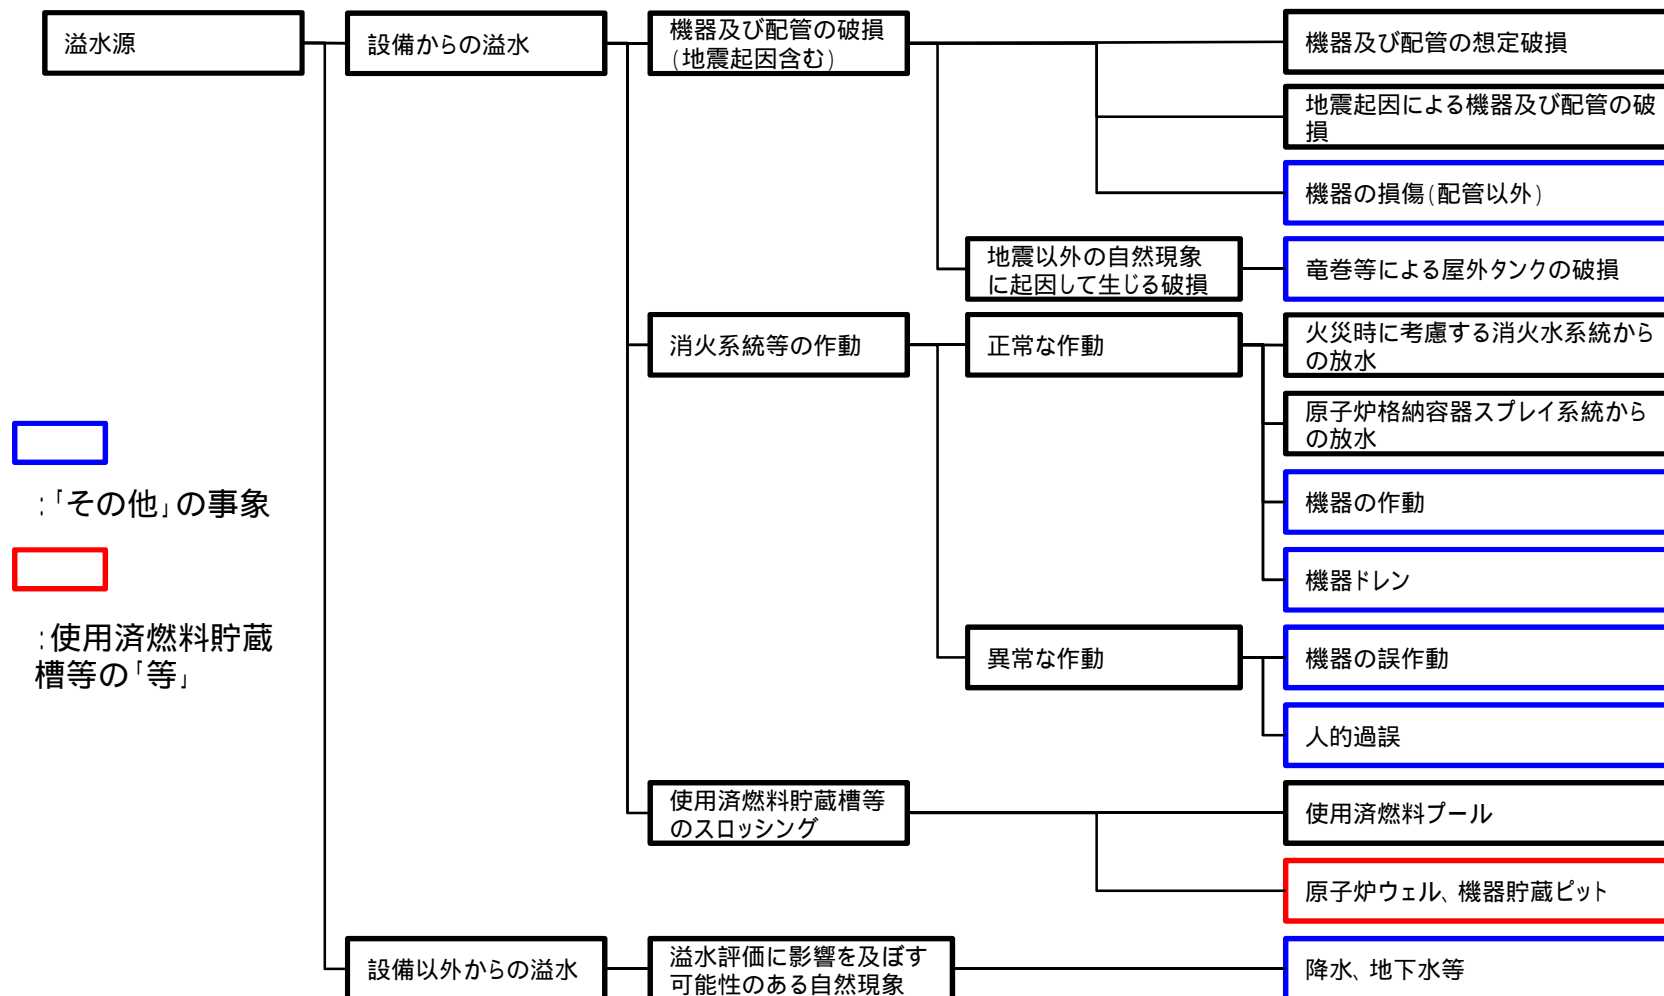 溢水源
設備からの溢水
機器及び配管の破損
(地震起因含む)
機器及び配管の想定破損
地震起因による機器及び配管の破
損
機器の損傷(配管以外)
地震以外の自然現象
に起因して生じる破損
竜巻等による屋外タンクの破損
消火系統等の作動
正常な作動
火災時に考慮する消火水系統から
の放水
原子炉格納容器スプレイ系統から
の放水
機器の作動
機器ドレン
異常な作動
機器の誤作動
人的過誤
使用済燃料貯蔵槽等
のスロッシング
使用済燃料プール
原子炉ウェル、機器貯蔵ピット
設備以外からの溢水
溢水評価に影響を及ぼす
可能性のある自然現象
降水、地下水等
:「その他」の事象
:使用済燃料貯蔵
槽等の「等」